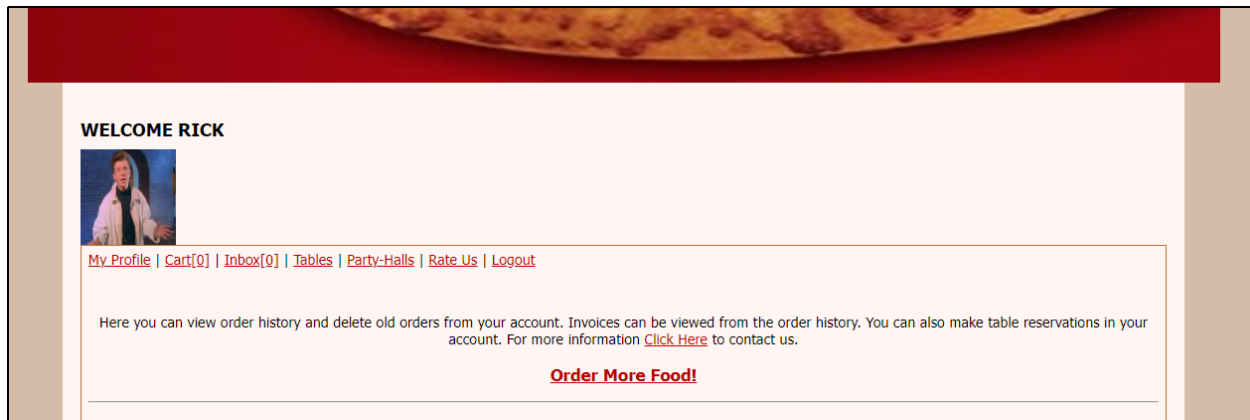 WELCOME RICK
My Profile | Cart[0] | Inbox[0] | Tables | Party-Halls | Rate Us | Logout
Here you can view order history and delete old orders from your account. Invoices can be viewed from the order history. You can also make table reservations in your
account. For more information Click Here to contact us.
Order More Food!